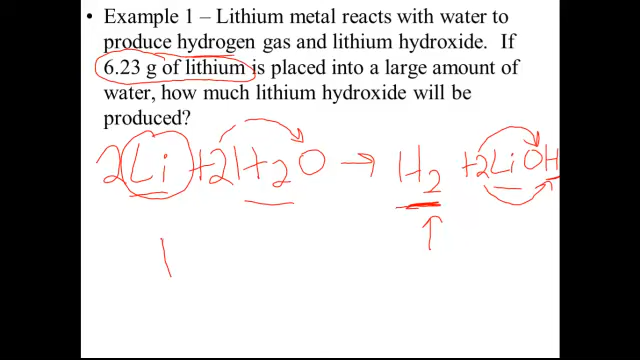 • Example 1 – Lithium metal reacts with water to
produce hydrogen gas and lithium hydroxide. If
6.23 g of lithium is placed into a large amount of
water, how much lithium hydroxide will be
produced?
2Li + 2H₂O → H₂ + 2LiOH